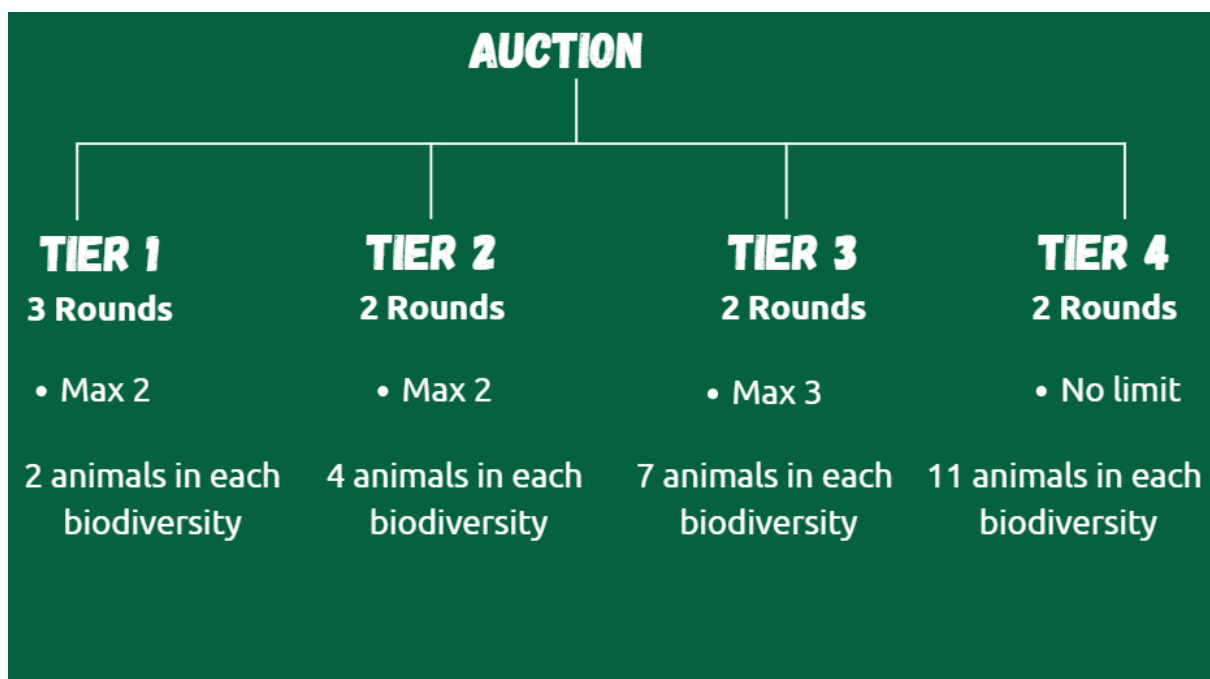 AUCTION
TIER 1
3 Rounds
• Max 2
2 animals in each
biodiversity
TIER 2
2 Rounds
• Max 2
4 animals in each
biodiversity
TIER 3
2 Rounds
• Max 3
7 animals in each
biodiversity
TIER 4
2 Rounds
• No limit
11 animals in each
biodiversity